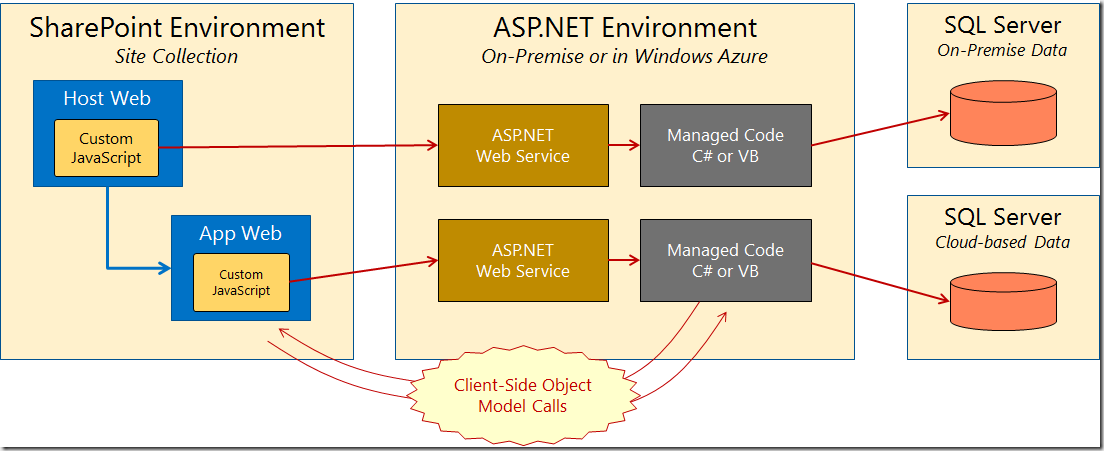 SharePoint Environment
Site Collection
Host Web
Custom
JavaScript
App Web
Custom
JavaScript
ASP.NET Environment
On-Premise or in Windows Azure
ASP.NET
Web Service
Managed Code
C# or VB
ASP.NET
Web Service
Managed Code
C# or VB
SQL Server
On-Premise Data
SQL Server
Cloud-based Data
Client-Side Object
Model Calls